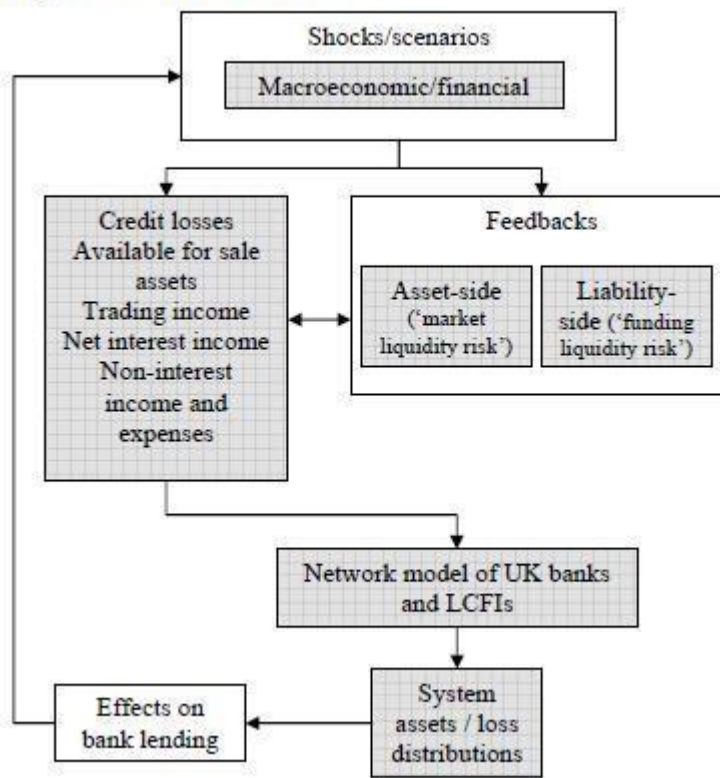 Shocks/scenarios
Macroeconomic/financial
Credit losses
Available for sale
assets
Trading income
Net interest income
Non-interest
income and
expenses
Feedbacks
Asset-side
(‘market
liquidity risk’)
Liability-
side (‘funding
liquidity risk’)
Network model of UK banks
and LCFIs
System
assets / loss
distributions
Effects on
bank lending